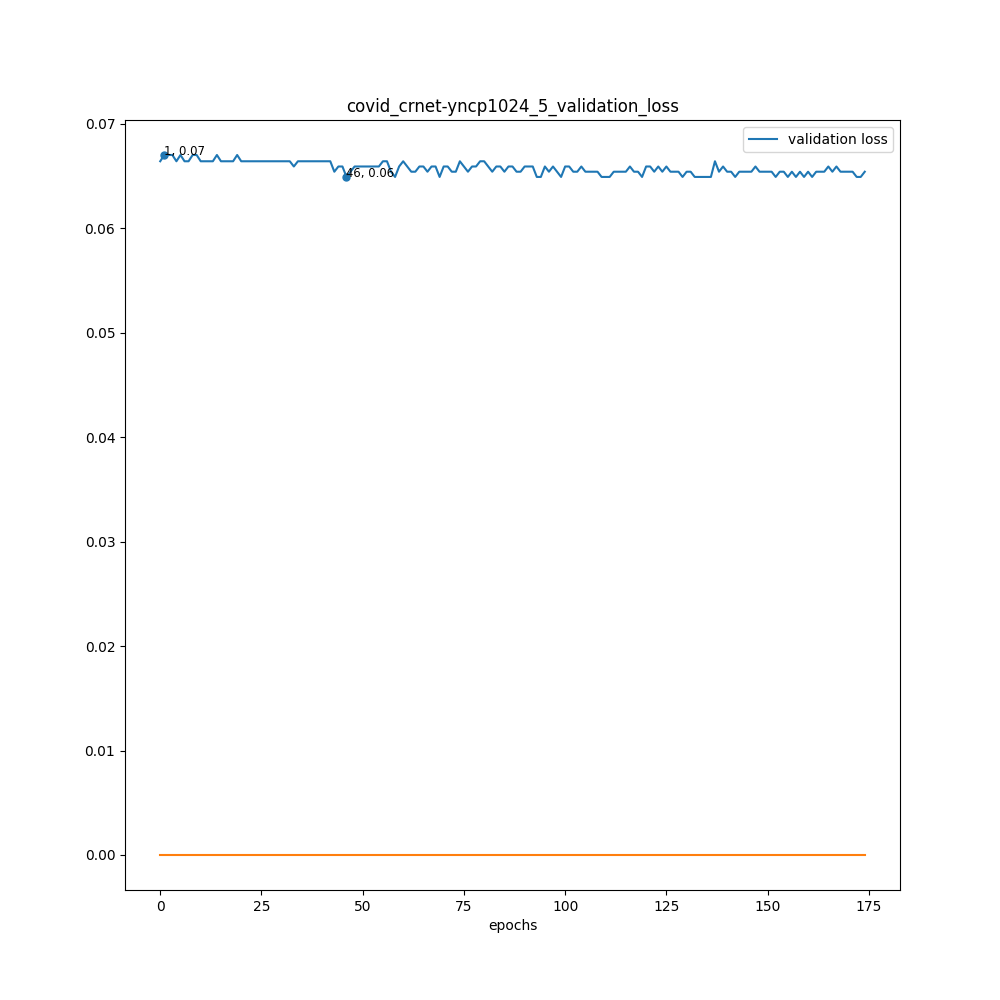 covid_crnet-yncp1024_5_validation_loss
0.07
validation loss
1, 0.07
46, 0.06
0.06
0.05
0.04
0.03
0.02
0.01
0.00
0 25 50 75 100 125 150 175
epochs